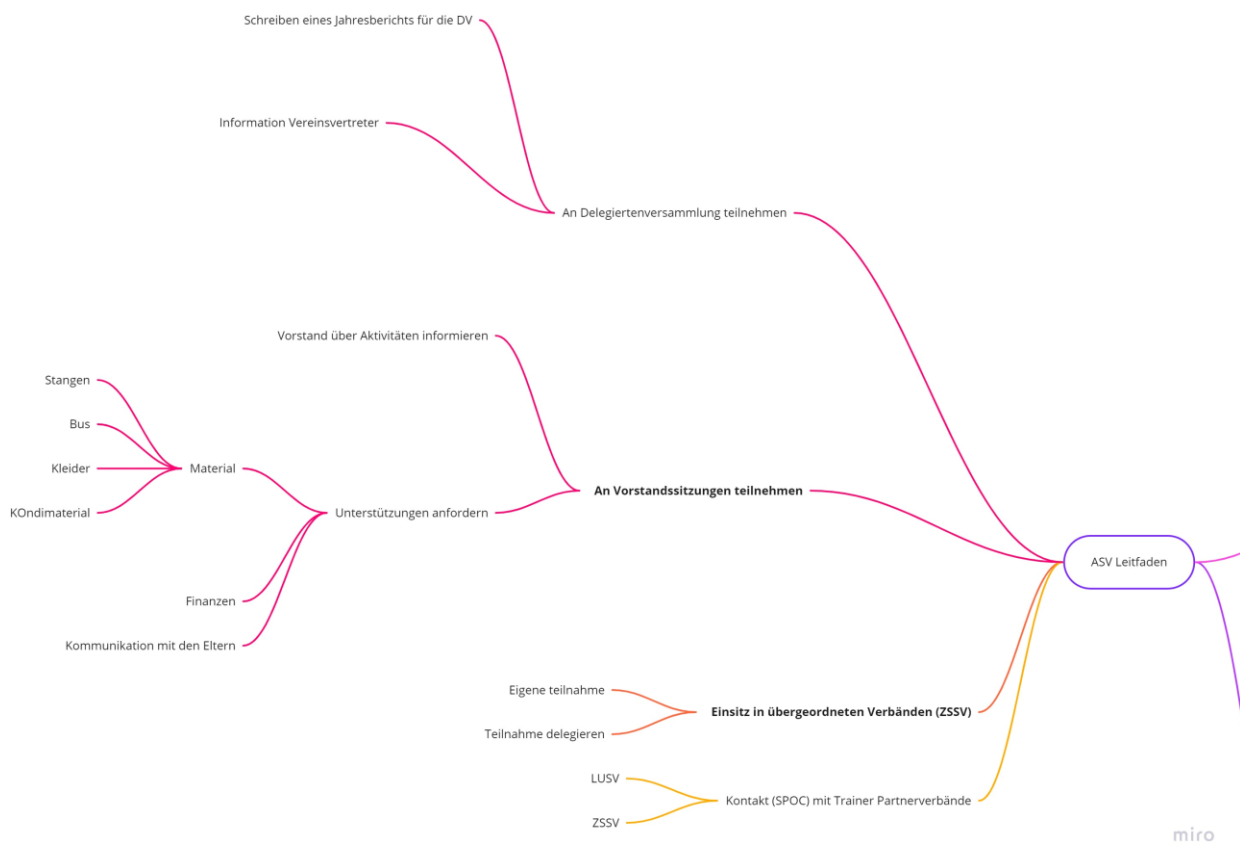 Schreiben eines Jahresberichts für die DV
Information Vereinsvertreter
An Delegiertenversammlung teilnehmen
Vorstand über Aktivitäten informieren
Stangen
Bus
Kleider
KOndimaterial
Material
Unterstützungen anfordern
An Vorstandssitzungen teilnehmen
Finanzen
Kommunikation mit den Eltern
ASV Leitfaden
Eigene teilnahme
Teilnahme delegieren
Einsitz in übergeordneten Verbänden (ZSSV)
LUSV
ZSSV
Kontakt (SPOC) mit Trainer Partnerverbände
miro